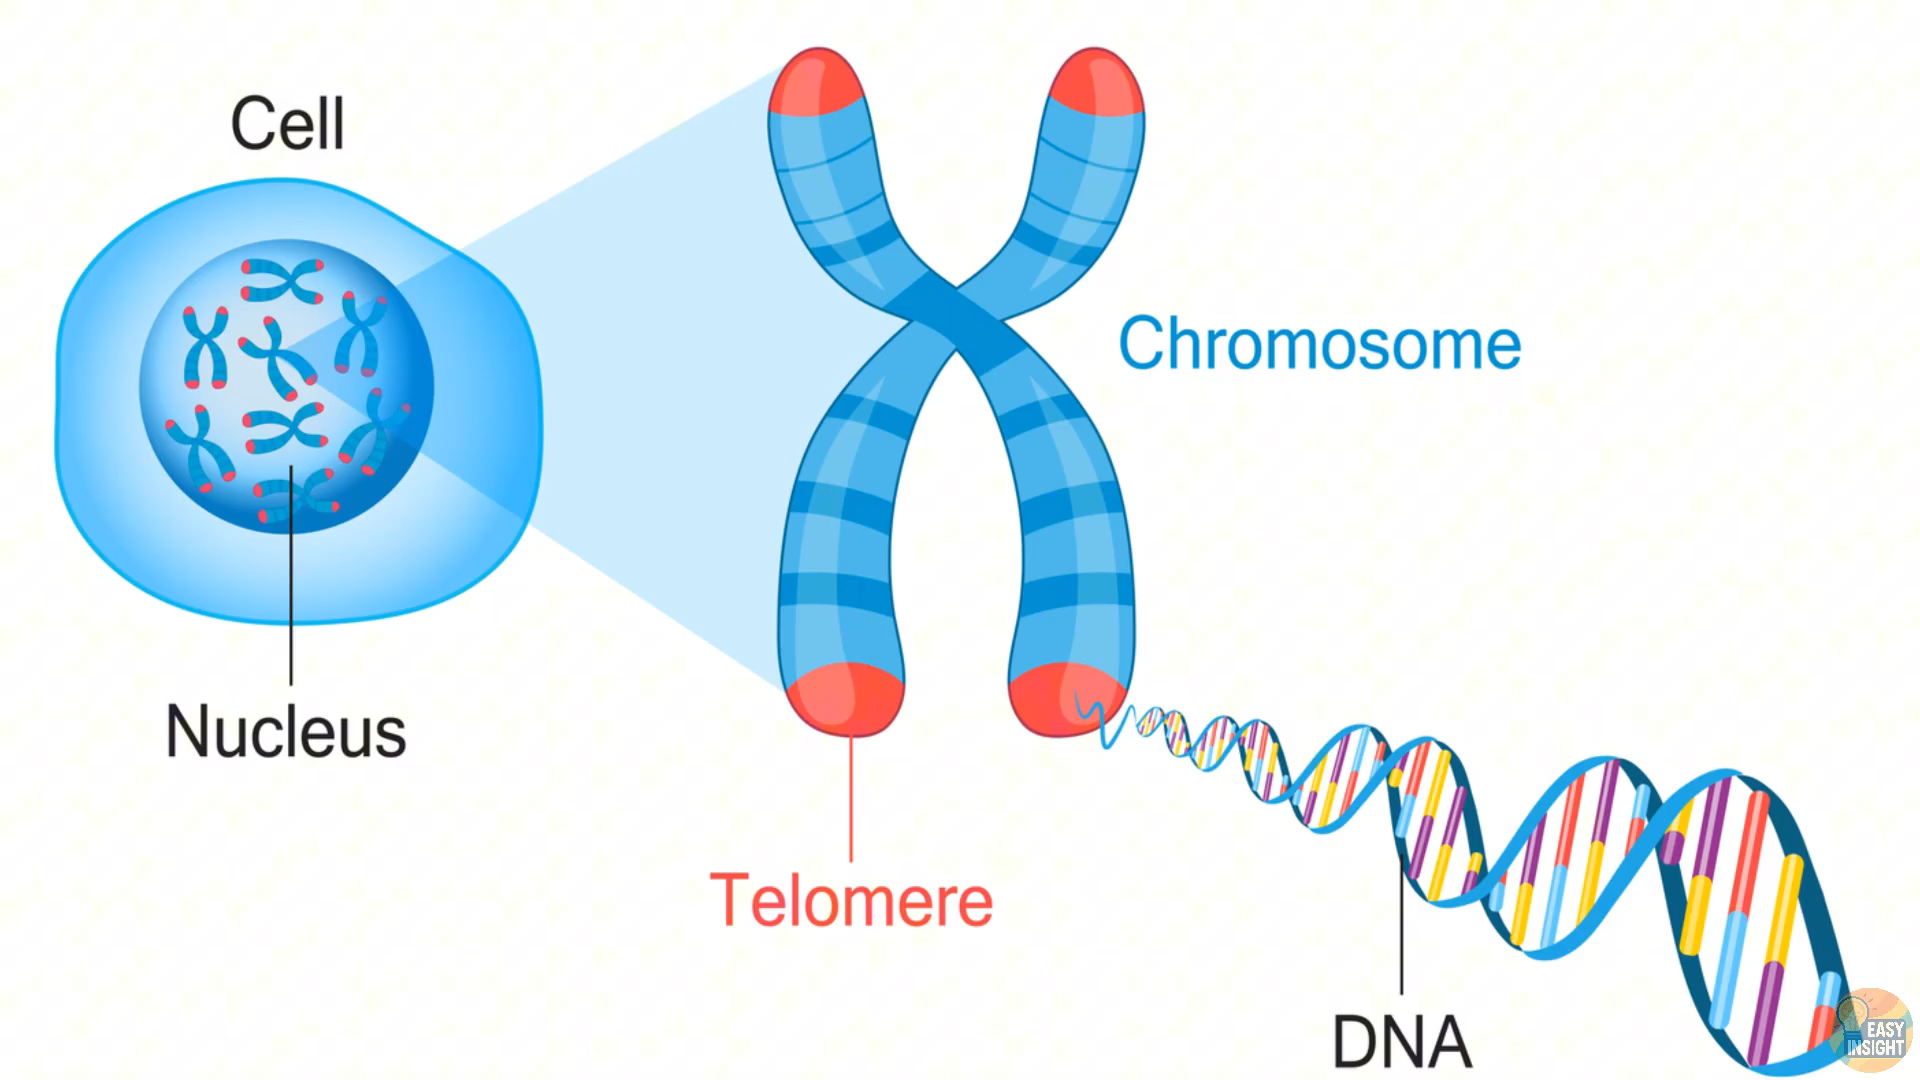 Cell
Chromosome
Nucleus
Telomere
DNA
EASY
INSIGHT